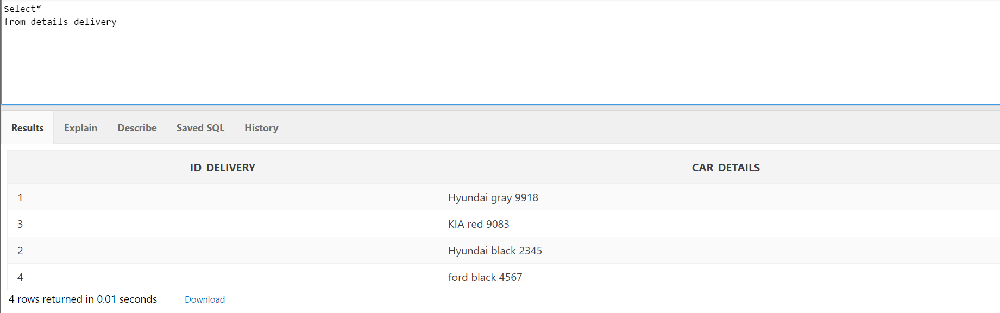 Select*
from details_delivery
Results Explain Describe Saved SQL History
ID_DELIVERY CAR_DETAILS
1 Hyundai gray 9918
3 KIA red 9083
2 Hyundai black 2345
4 ford black 4567
4 rows returned in 0.01 seconds Download